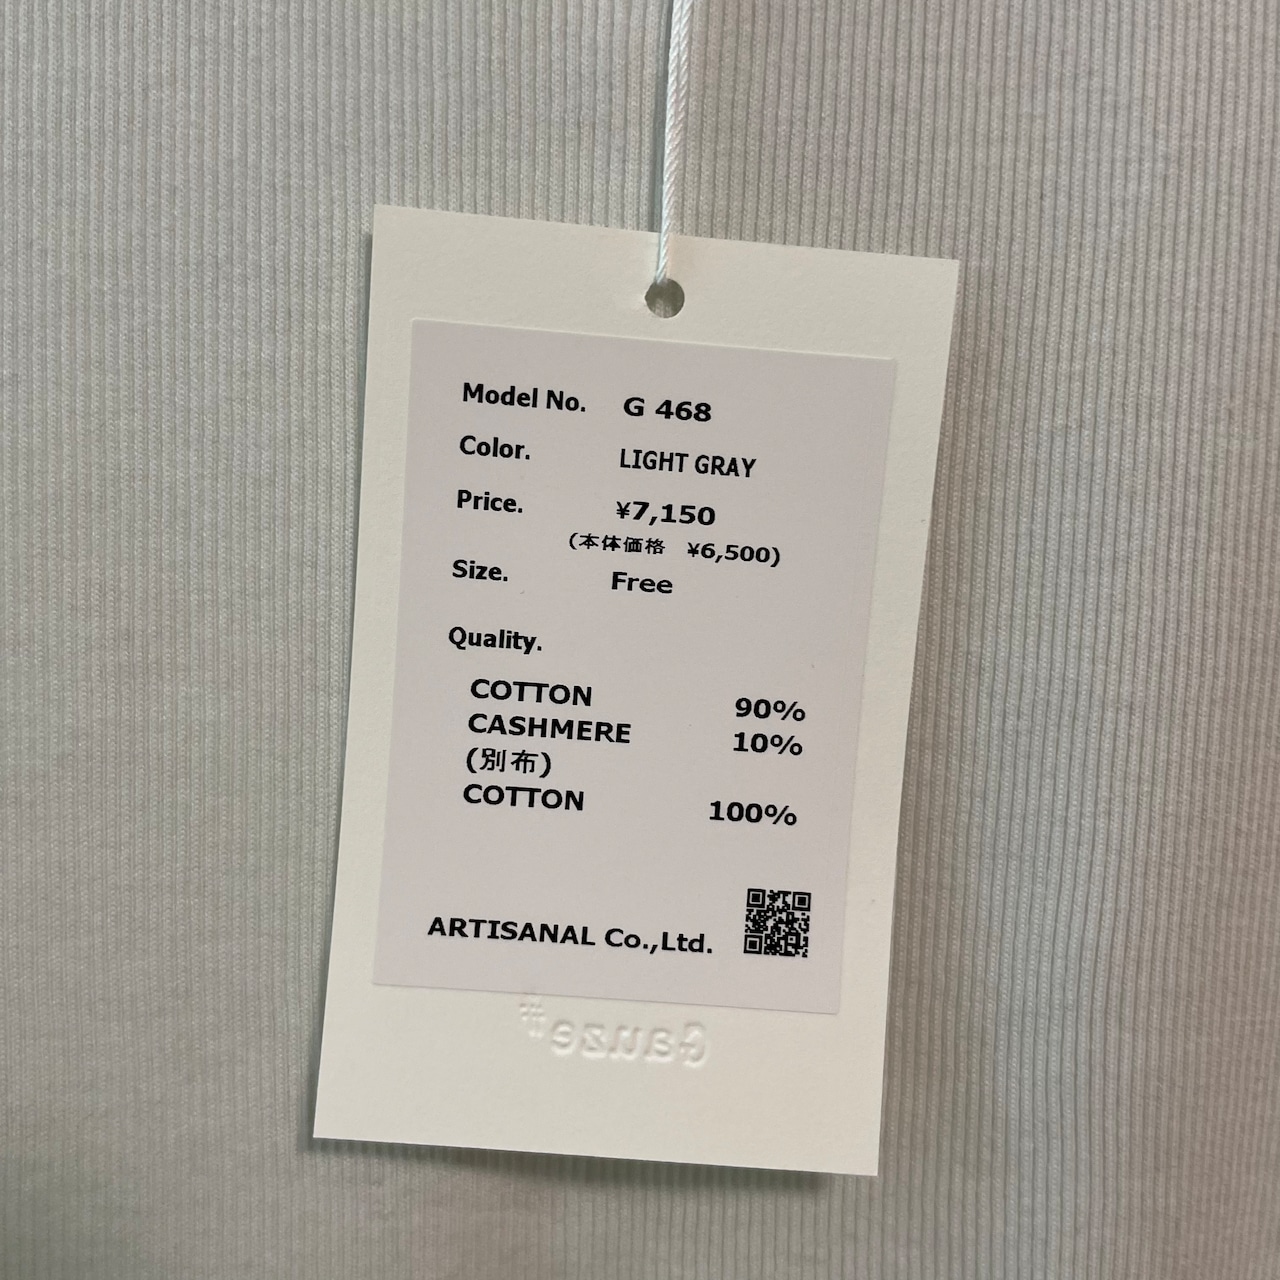 Model No. G 468
Color. LIGHT GRAY
Price. ¥7,150
(本体価格 ¥6,500)
Size. Free
Quality.
COTTON 90%
CASHMERE 10%
(別布)
COTTON 100%
ARTISANAL Co.,Ltd.
Gauze#